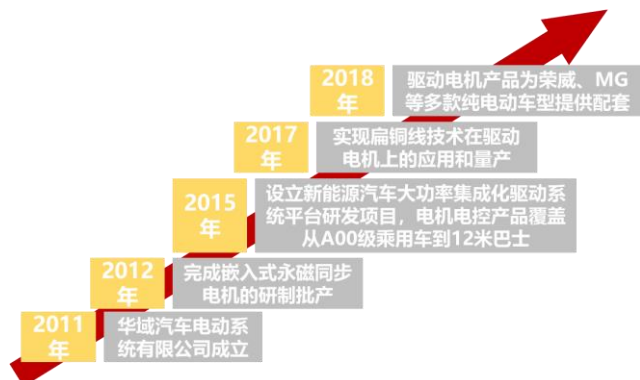 2018
年
驱动电机产品为荣威、MG
等多款纯电动车型提供配套
2017
年
实现扁铜线技术在驱动
电机上的应用和量产
2015
年
设立新能源汽车大功率集成化驱动系
统平台研发项目，电机电控产品覆盖
从A00级乘用车到12米巴士
2012
年
完成嵌入式永磁同步
电机的研制批产
2011
年
华域汽车电动系
统有限公司成立